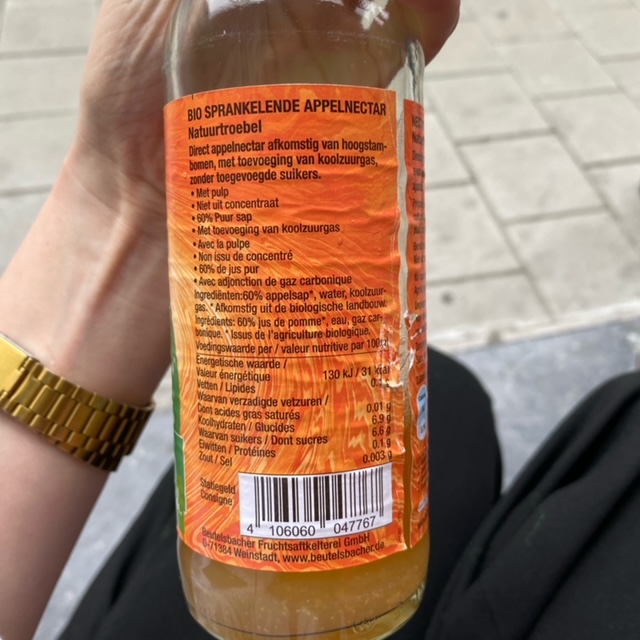 BIO SPRANKELENDE APPELNECTAR
Natuurtroebel
Direct appelnectar afkomstig van hoogstam-
bomen, met toevoeging van koolzuurgas,
zonder toegevoegde suikers.
• Met pulp
• Niet uit concentraat
• 60% Puur sap
• Met toevoeging van koolzuurgas
• Avec la pulpe
• Non issu de concentré
• 60% de jus pur
• Avec adjonction de gaz carbonique
Ingrediënten:60% appelsap*, water, koolzuur-
gas. * Afkomstig uit de biologische landbouw.
Ingrédients: 60% jus de pomme*, eau, gaz car-
bonique. * Issus de l'agriculture biologique.
Voedingswaarde per / valeur nutritive par
Energetische waarde /
Valeur énergétique 130 kJ / 31 kcal
Vetten / Lipides
Waarvan verzadigde vetzuren /
Dont acides gras saturés 0.01 g
Koolhydraten / Glucides 6,9 g
Waarvan suikers / Dont sucres 6,6 g
Eiwitten / Protéines 0,1 g
Zout / Sel 0.003 g
Statiegeld
Consigne
4 106060 047767
Beutelsbacher Fruchtsaftkelterei GmbH
D-71384 Weinstadt, www.beutelsbacher.de